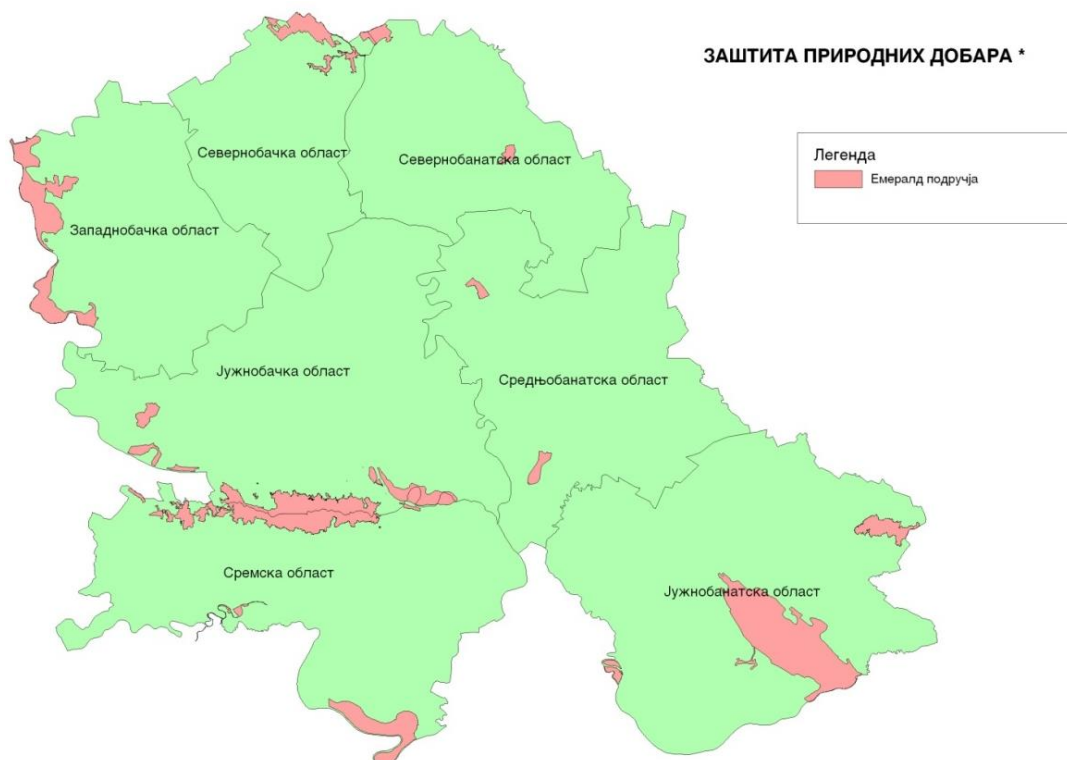 ЗАШТИТА ПРИРОДНИХ ДОБАРА *
Легенда
Емералд подручја
Севернобачка област
Севернобанатска област
Западнобачка област
Јужнобачка област
Средњобанатска област
Сремска област
Јужнобанатска област